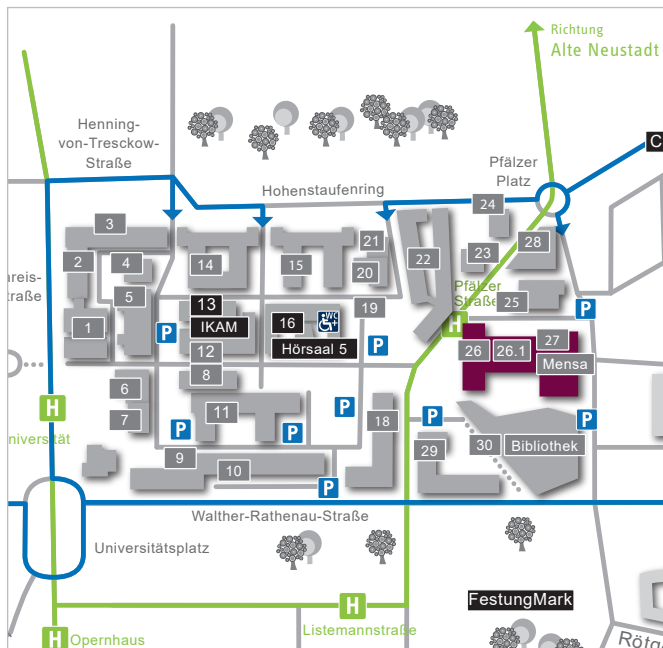 Richtung
Alte Neustadt
Henning-
von-Tresckow-
Straße
C
Pfälzer
Platz
Hohenstaufenring
24
3
21
28
2
4
14
15
22
23
20
5
Pfälzer
Straße
25
13
19
P
IKAM
16
WC
H
1
P
12
Hörsaal 5
P
26
26.1
27
Mensa
8
6
H
11
P
P
P
7
P
P
18
30
Bibliothek
29
9
10
P
Walther-Rathenau-Straße
Universitätsplatz
FestungMark
H
Listemannstraße
H
Opernhaus